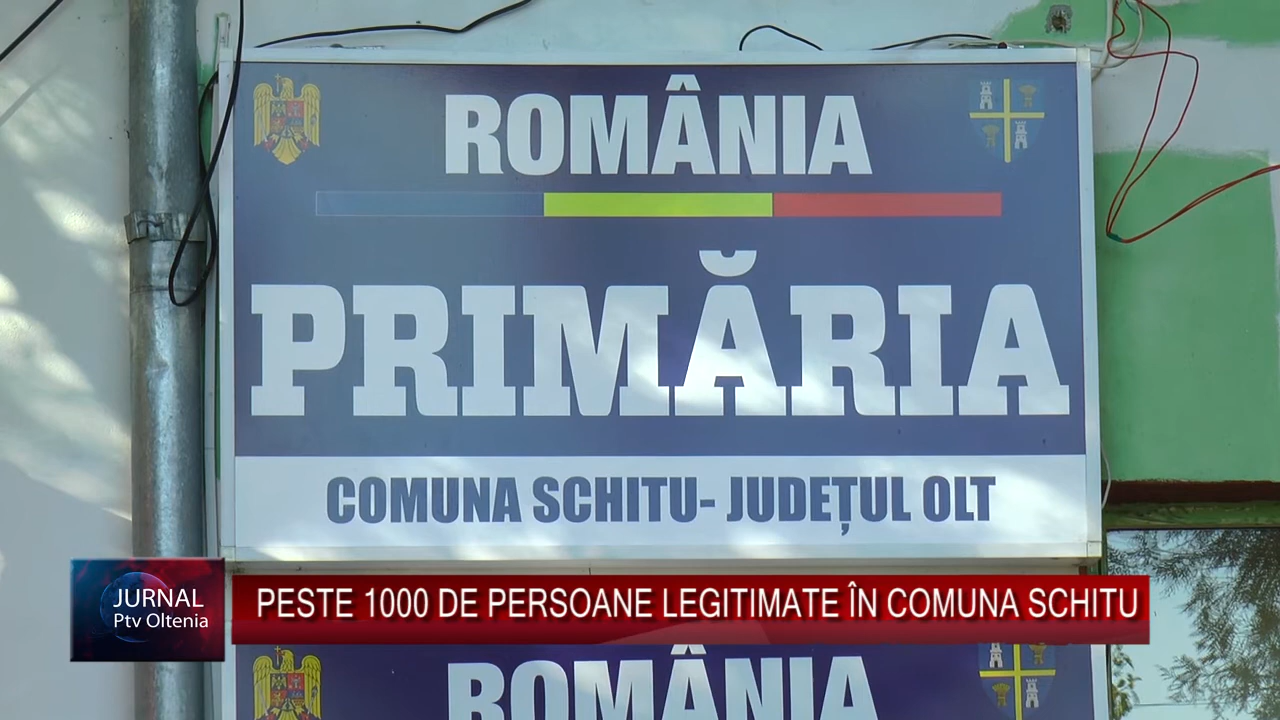 ROMÂNIA
PRIMĂRIA
COMUNA SCHITU- JUDEȚUL OLT
JURNAL
Ptv Oltenia
PESTE 1000 DE PERSOANE LEGITIMATE ÎN COMUNA SCHITU
ROMÂNIA